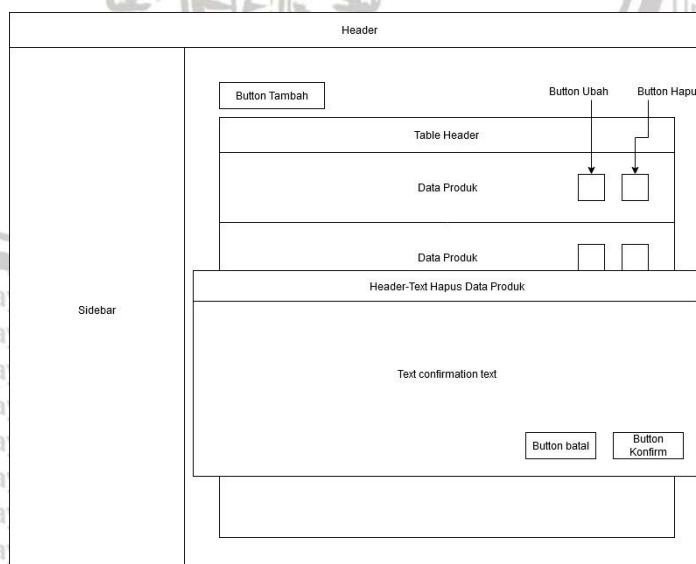 Header
Button Tambah
Button Ubah
Button Hapu
Table Header
Data Produk
Data Produk
Header-Text Hapus Data Produk
Sidebar
Text confirmation text
Button batal
Button
Konfirm